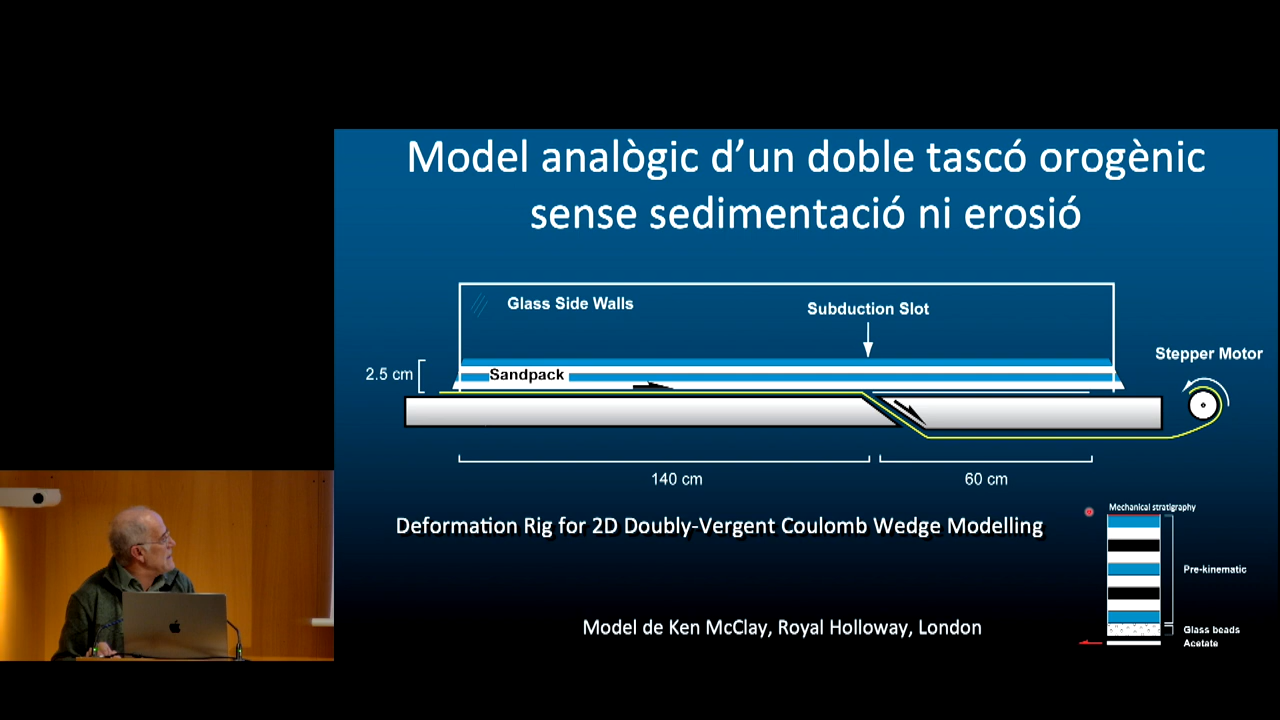 Model analògic d’un doble tascó orogènic
sense sedimentació ni erosió
Glass Side Walls
Subduction Slot
Stepper Motor
2.5 cm
Sandpack
140 cm
60 cm
Deformation Rig for 2D Doubly-Vergent Coulomb Wedge Modelling
Mechanical stratigraphy
Pre-kinematic
Glass beads
Acetate
Model de Ken McClay, Royal Holloway, London